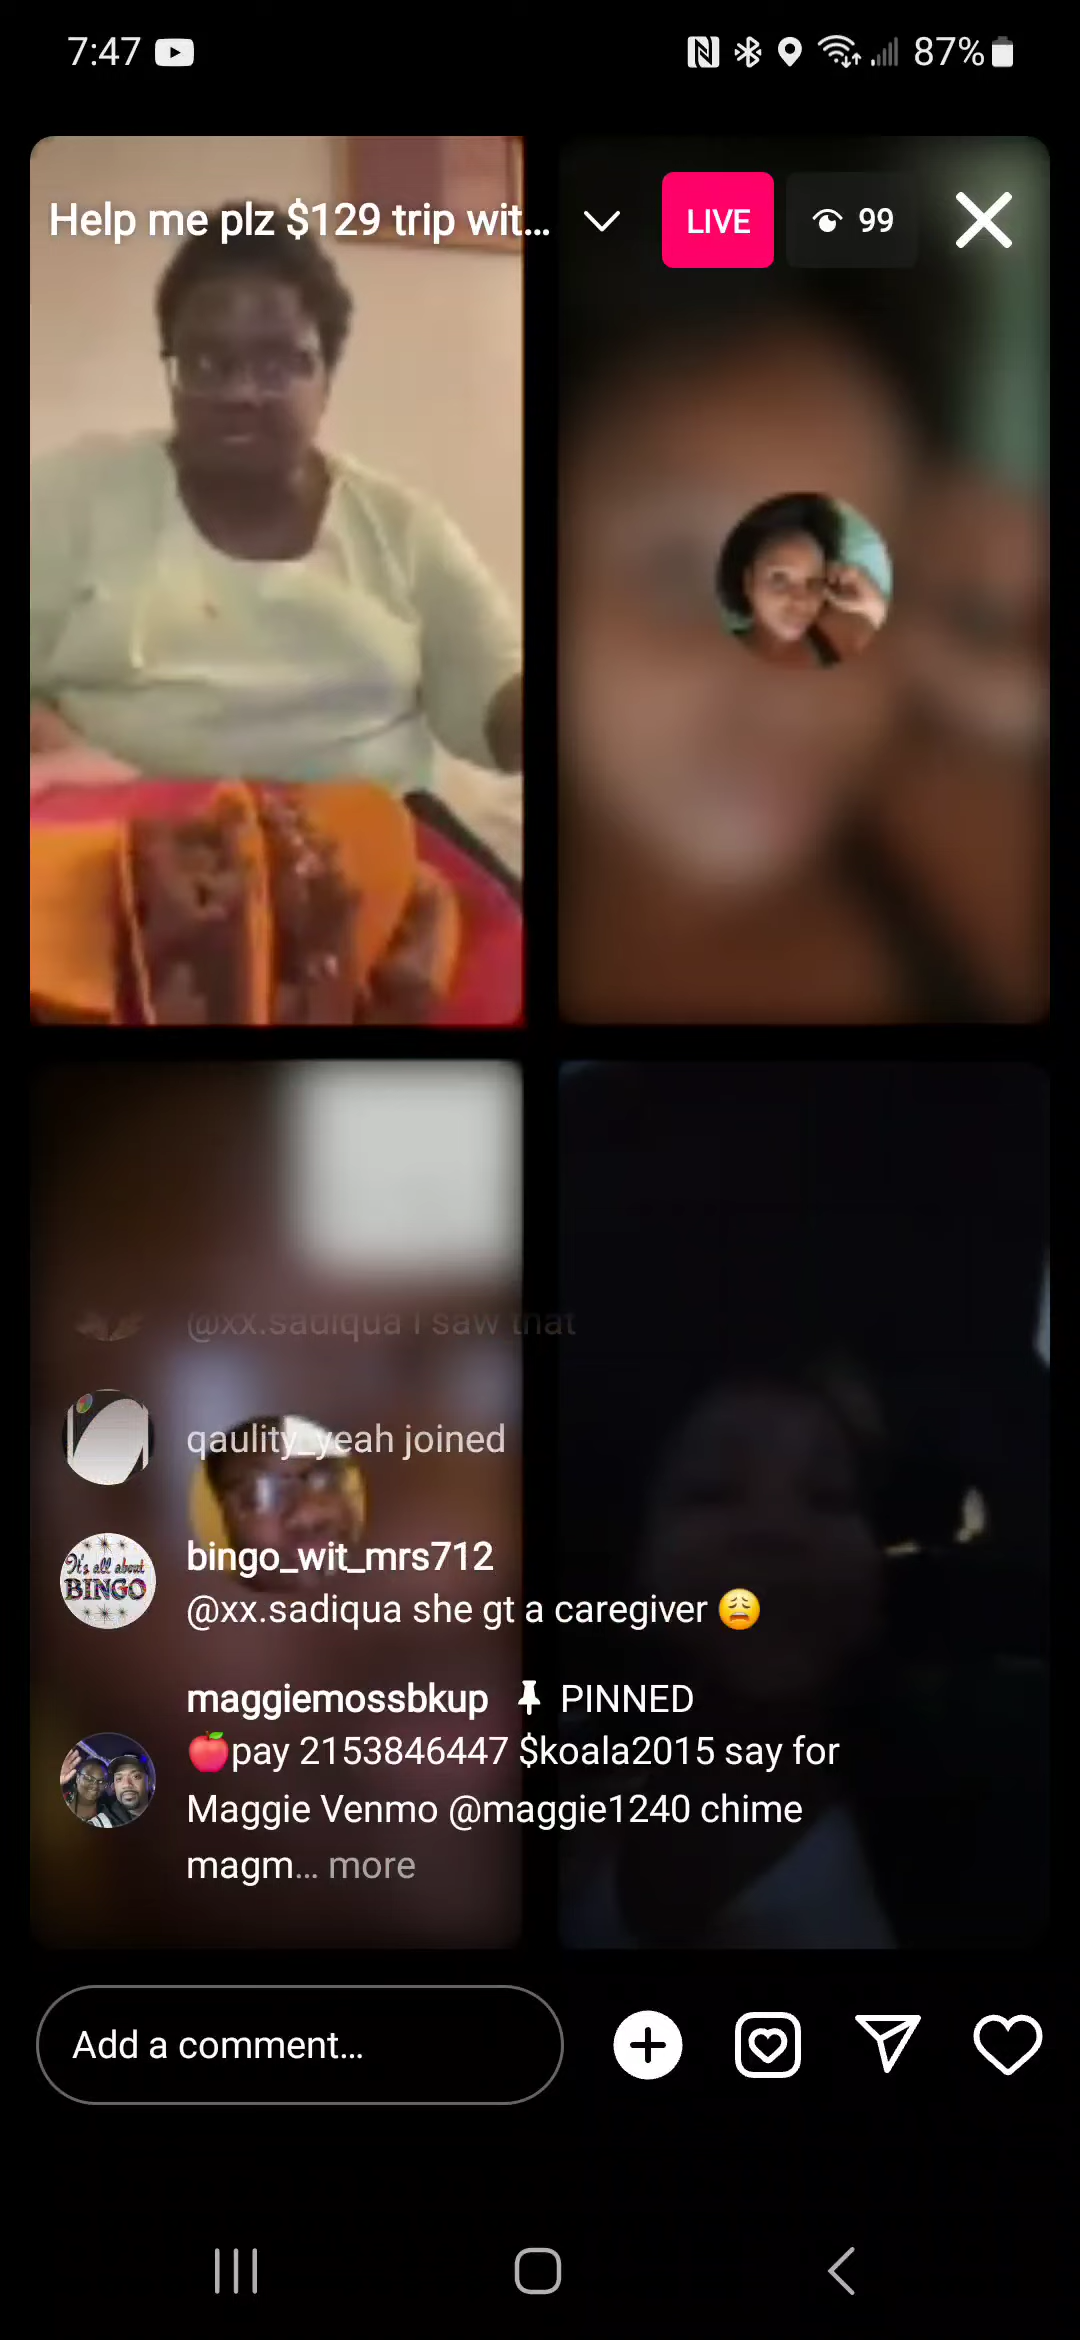 7:47
87%
Help me plz $129 trip wit...
LIVE
99
@xx.sadiqua I saw that
qaulity_yeah joined
It's all about
BINGO
bingo_wit_mrs712
@xx.sadiqua she gt a caregiver 😩
maggiemossbkup PINNED
🍎pay 2153846447 $koala2015 say for
Maggie Venmo @maggie1240 chime
magm... more
Add a comment...